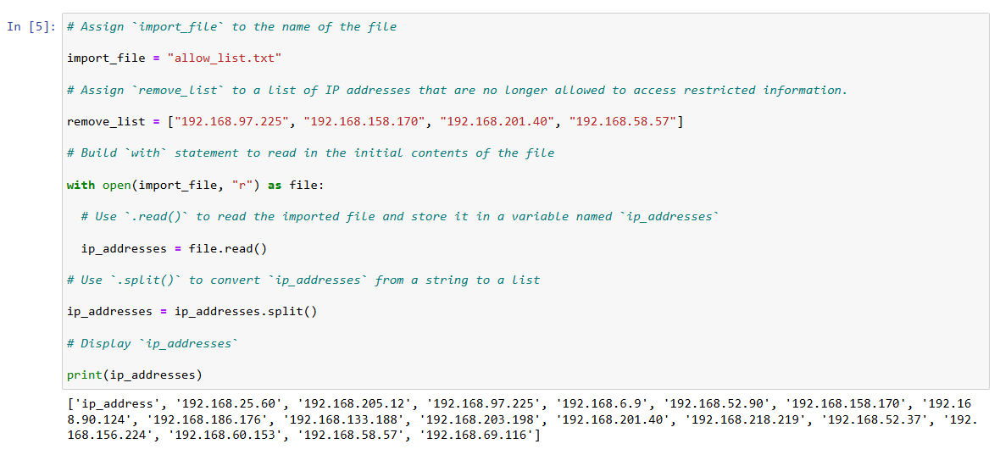 In [5]: # Assign `import_file` to the name of the file
import_file = "allow_list.txt"
# Assign `remove_list` to a list of IP addresses that are no longer allowed to access restricted information.
remove_list = ["192.168.97.225", "192.168.158.170", "192.168.201.40", "192.168.58.57"]
# Build `with` statement to read in the initial contents of the file
with open(import_file, "r") as file:
# Use `.read()` to read the imported file and store it in a variable named `ip_addresses`
ip_addresses = file.read()
# Use `.split()` to convert `ip_addresses` from a string to a list
ip_addresses = ip_addresses.split()
# Display `ip_addresses`
print(ip_addresses)
['ip_address', '192.168.25.60', '192.168.205.12', '192.168.97.225', '192.168.6.9', '192.168.52.90', '192.168.158.170', '192.16
8.90.124', '192.168.186.176', '192.168.133.188', '192.168.203.198', '192.168.201.40', '192.168.218.219', '192.168.52.37', '192.
168.156.224', '192.168.60.153', '192.168.58.57', '192.168.69.116']